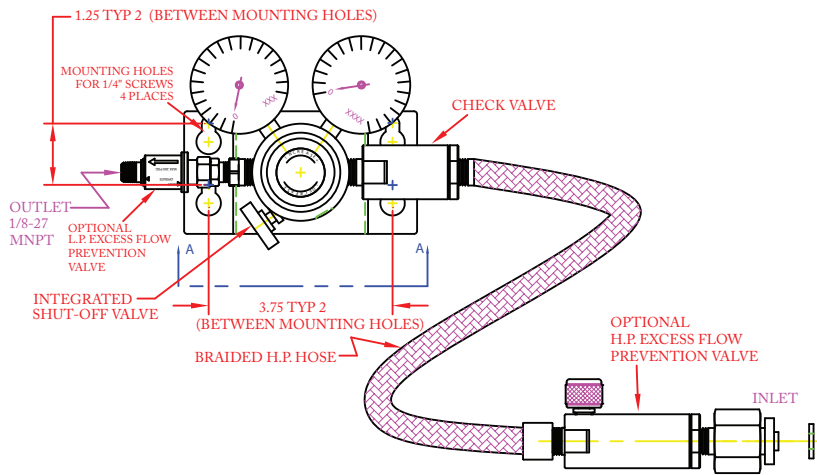 1.25 TYP 2 (BETWEEN MOUNTING HOLES)
MOUNTING HOLES
FOR 1/4" SCREWS
4 PLACES
0
XXX
0
XXXX
CHECK VALVE
OUTLET
1/8-27
MNPT
OPTIONAL
L.P. EXCESS FLOW
PREVENTION
VALVE
A
A
INTEGRATED
SHUT-OFF VALVE
3.75 TYP 2
(BETWEEN MOUNTING HOLES)
BRAIDED H.P. HOSE
OPTIONAL
H.P. EXCESS FLOW
PREVENTION VALVE
INLET